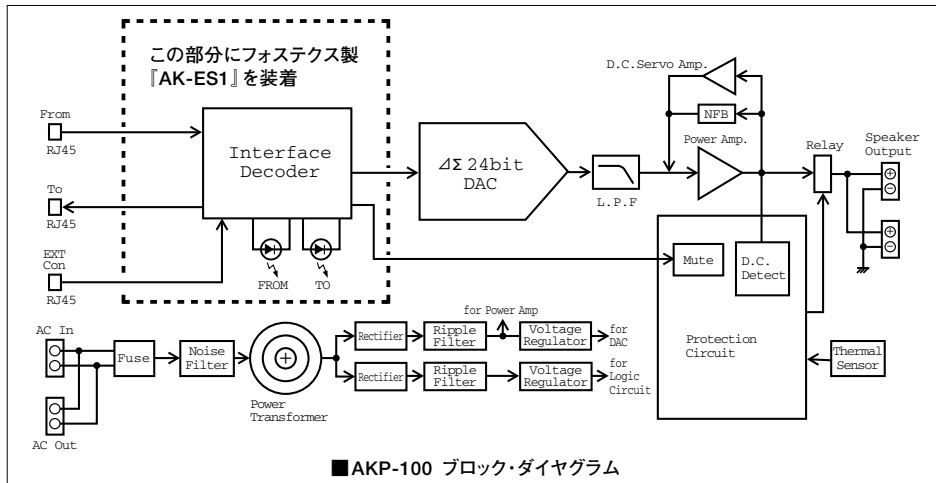 この部分にフォステクス製
『AK-ES1』を装着
From
RJ45
To
RJ45
EXT
Con
RJ45
Interface
Decoder
FROM
TO
ΔΣ 24bit
DAC
L.P.F
D.C.Servo Amp.
NFB
Power Amp.
Relay
Speaker
Output
Mute
D.C.
Detect
Protection
Circuit
Thermal
Sensor
AC In
AC Out
Fuse
Noise
Filter
Power
Transformer
for Power Amp
Rectifier
Ripple
Filter
Voltage
Regulator
for
DAC
Rectifier
Ripple
Filter
Voltage
Regulator
for
Logic
Circuit
■AKP-100 ブロック・ダイヤグラム